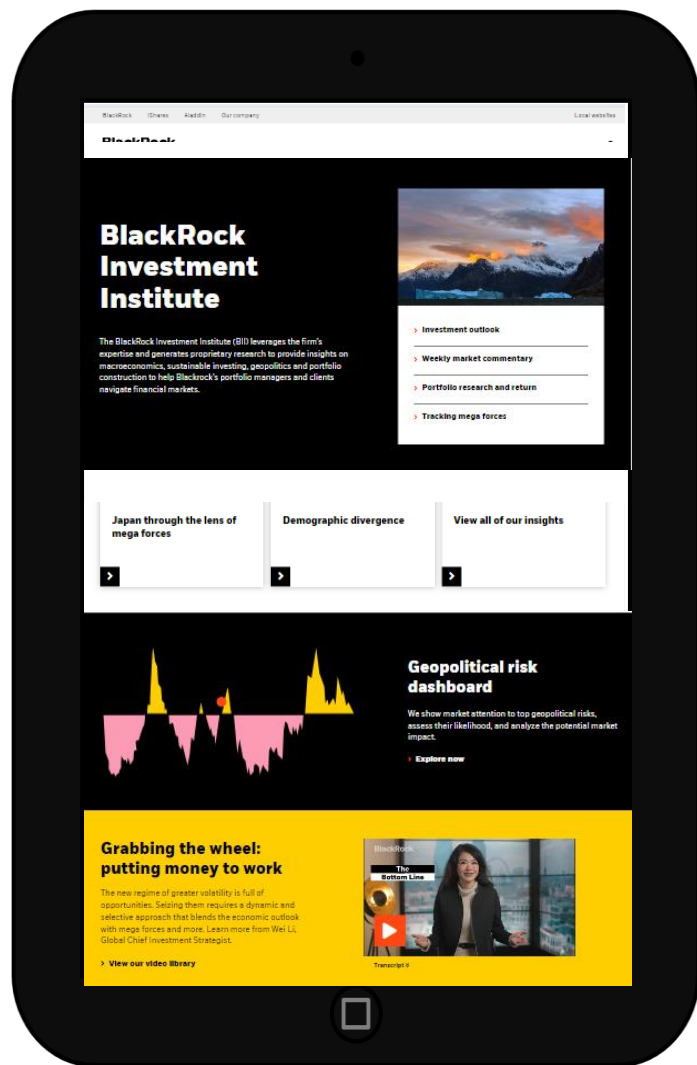 BlackRock iShares Aladdin Our company Local websites
BlackRock
BlackRock
Investment
Institute
The BlackRock Investment Institute (BII) leverages the firm's
expertise and generates proprietary research to provide insights on
macroeconomics, sustainable investing, geopolitics and portfolio
construction to help Blackrock's portfolio managers and clients
navigate financial markets.
Investment outlook
Weekly market commentary
Portfolio research and return
Tracking mega forces
Japan through the lens of
mega forces
Demographic divergence
View all of our insights
Geopolitical risk
dashboard
We show market attention to top geopolitical risks,
assess their likelihood, and analyze the potential market
impact.
Explore now
Grabbing the wheel:
putting money to work
The new regime of greater volatility is full of
opportunities. Seizing them requires a dynamic and
selective approach that blends the economic outlook
with mega forces and more. Learn more from Wei Li,
Global Chief Investment Strategist.
View our video library
BlackRock
The
Bottom Line
Transcript